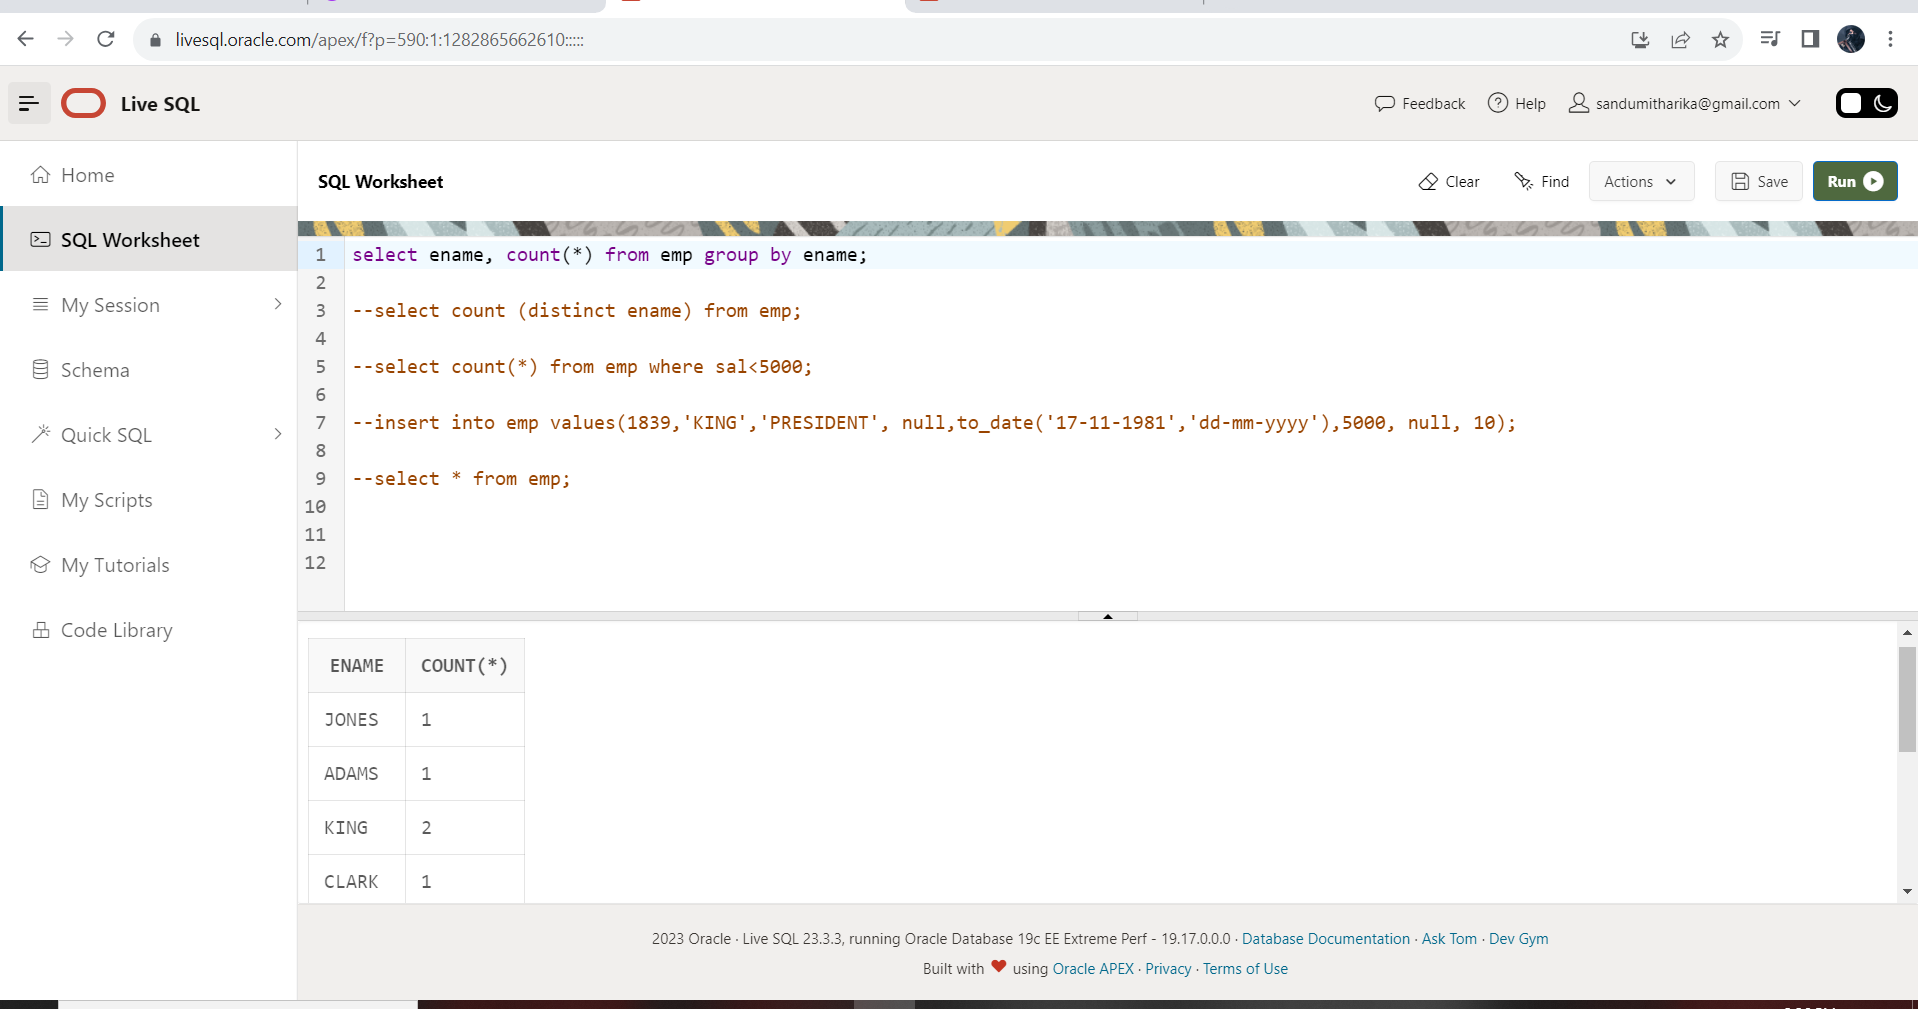 livesql.oracle.com/apex/f?p=590:1:1282865662610:::::
Live SQL
Feedback
Help
sandumitharika@gmail.com
Home
SQL Worksheet
My Session
Schema
Quick SQL
My Scripts
My Tutorials
Code Library
SQL Worksheet
Clear
Find
Actions
Save
Run
1 select ename, count(*) from emp group by ename;
2
3 --select count (distinct ename) from emp;
4
5 --select count(*) from emp where sal<5000;
6
7 --insert into emp values(1839,'KING','PRESIDENT', null,to_date('17-11-1981','dd-mm-yyyy'),5000, null, 10);
8
9 --select * from emp;
10
11
12
ENAME COUNT(*)
JONES 1
ADAMS 1
KING 2
CLARK 1
2023 Oracle · Live SQL 23.3.3, running Oracle Database 19c EE Extreme Perf - 19.17.0.0.0 · Database Documentation · Ask Tom · Dev Gym
Built with ❤ using Oracle APEX · Privacy · Terms of Use